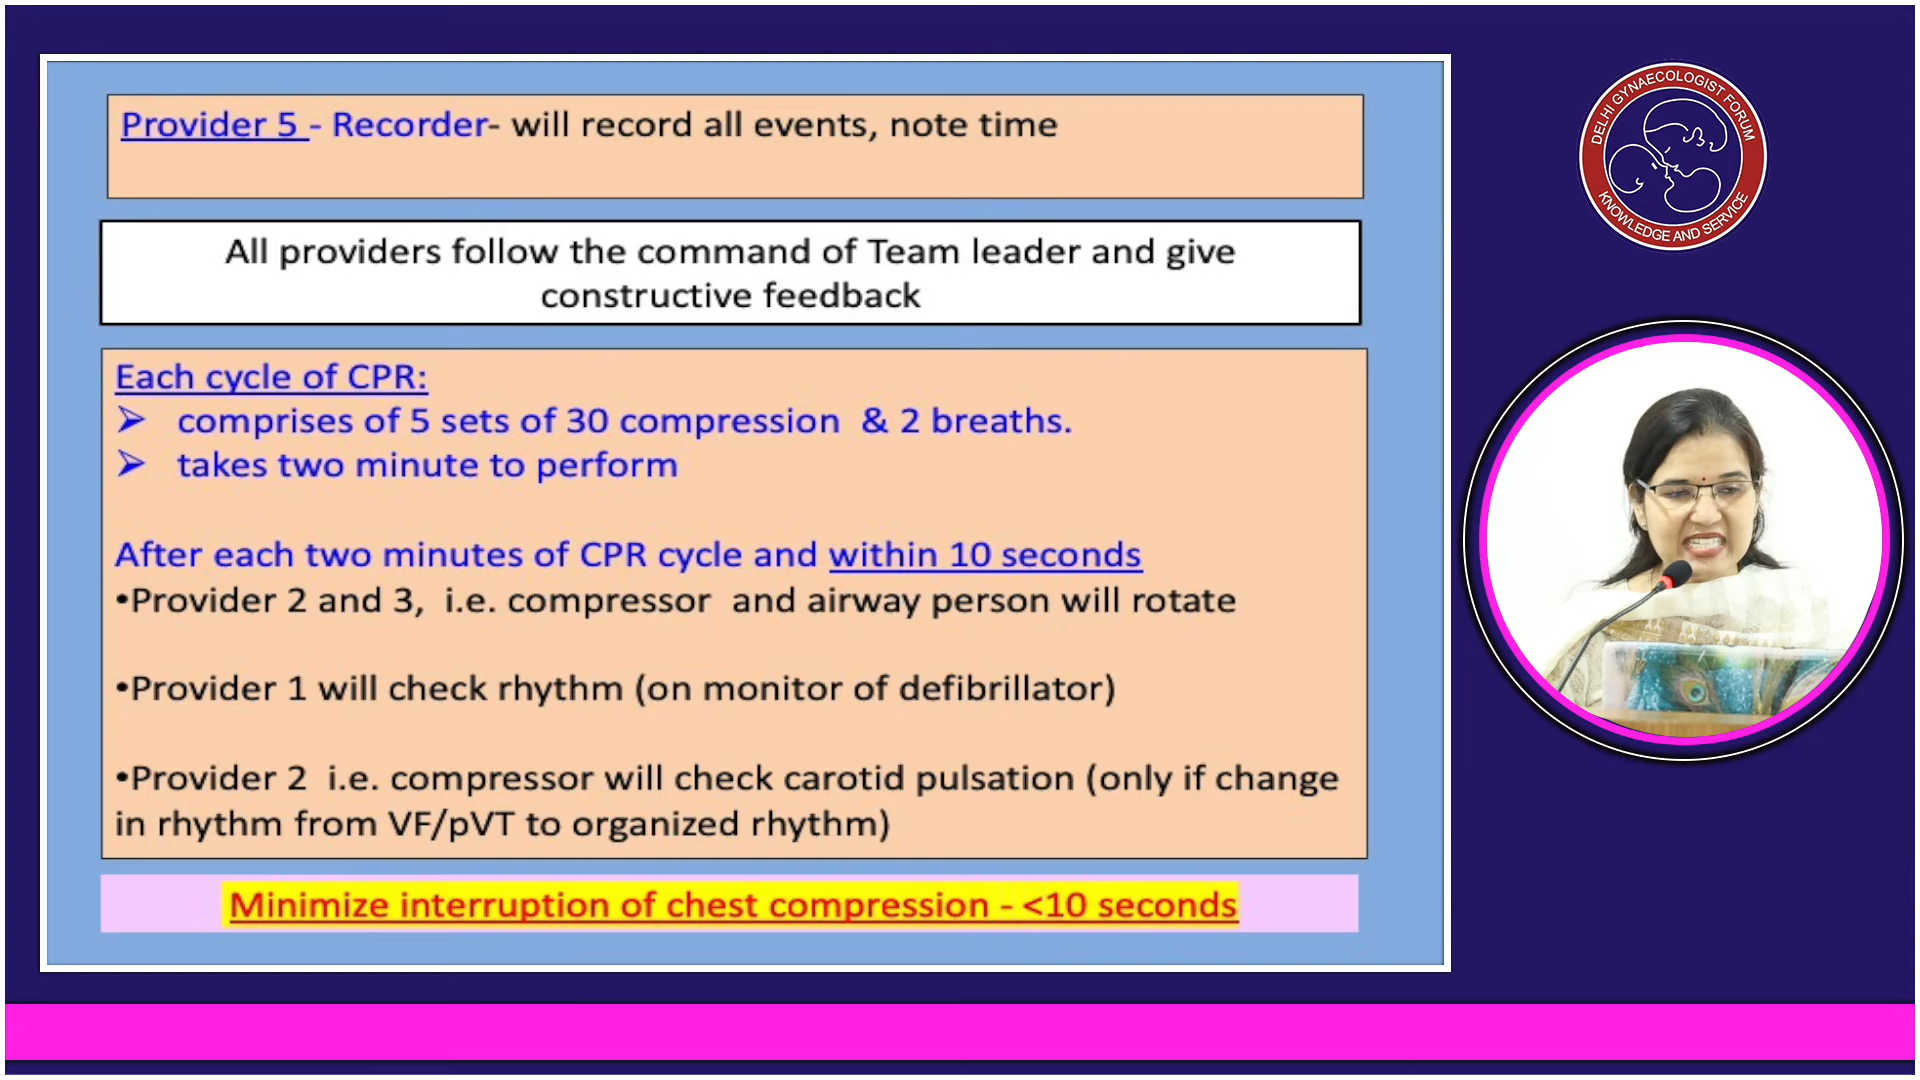 Provider 5 - Recorder- will record all events, note time
All providers follow the command of Team leader and give
constructive feedback
Each cycle of CPR:
➢ comprises of 5 sets of 30 compression & 2 breaths.
➢ takes two minute to perform
After each two minutes of CPR cycle and within 10 seconds
•Provider 2 and 3, i.e. compressor and airway person will rotate
•Provider 1 will check rhythm (on monitor of defibrillator)
•Provider 2 i.e. compressor will check carotid pulsation (only if change
in rhythm from VF/pVT to organized rhythm)
Minimize interruption of chest compression - <10 seconds
DELHI GYNAECOLOGIST FORUM
KNOWLEDGE AND SERVICE